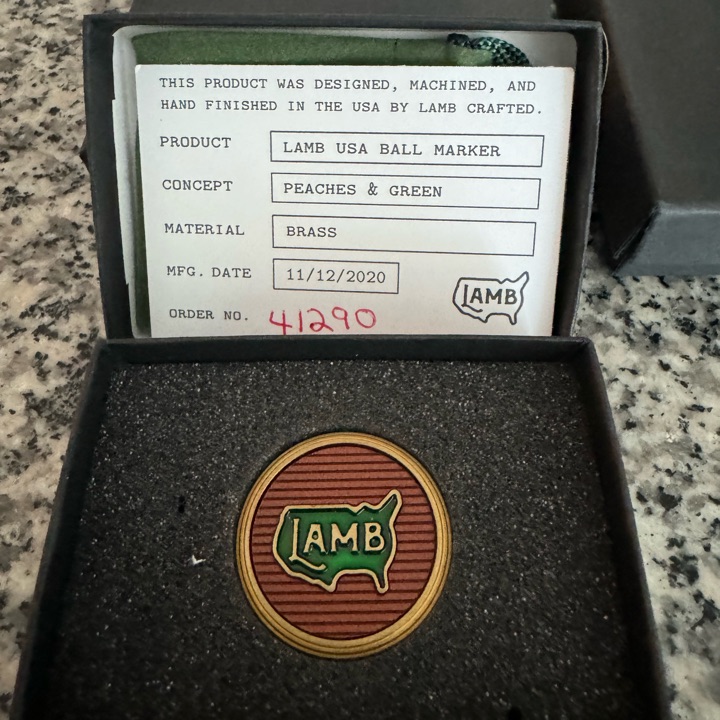 THIS PRODUCT WAS DESIGNED, MACHINED, AND
HAND FINISHED IN THE USA BY LAMB CRAFTED.
PRODUCT LAMB USA BALL MARKER
CONCEPT PEACHES & GREEN
MATERIAL BRASS
MFG. DATE 11/12/2020
LAMB
ORDER NO. 41290
LAMB